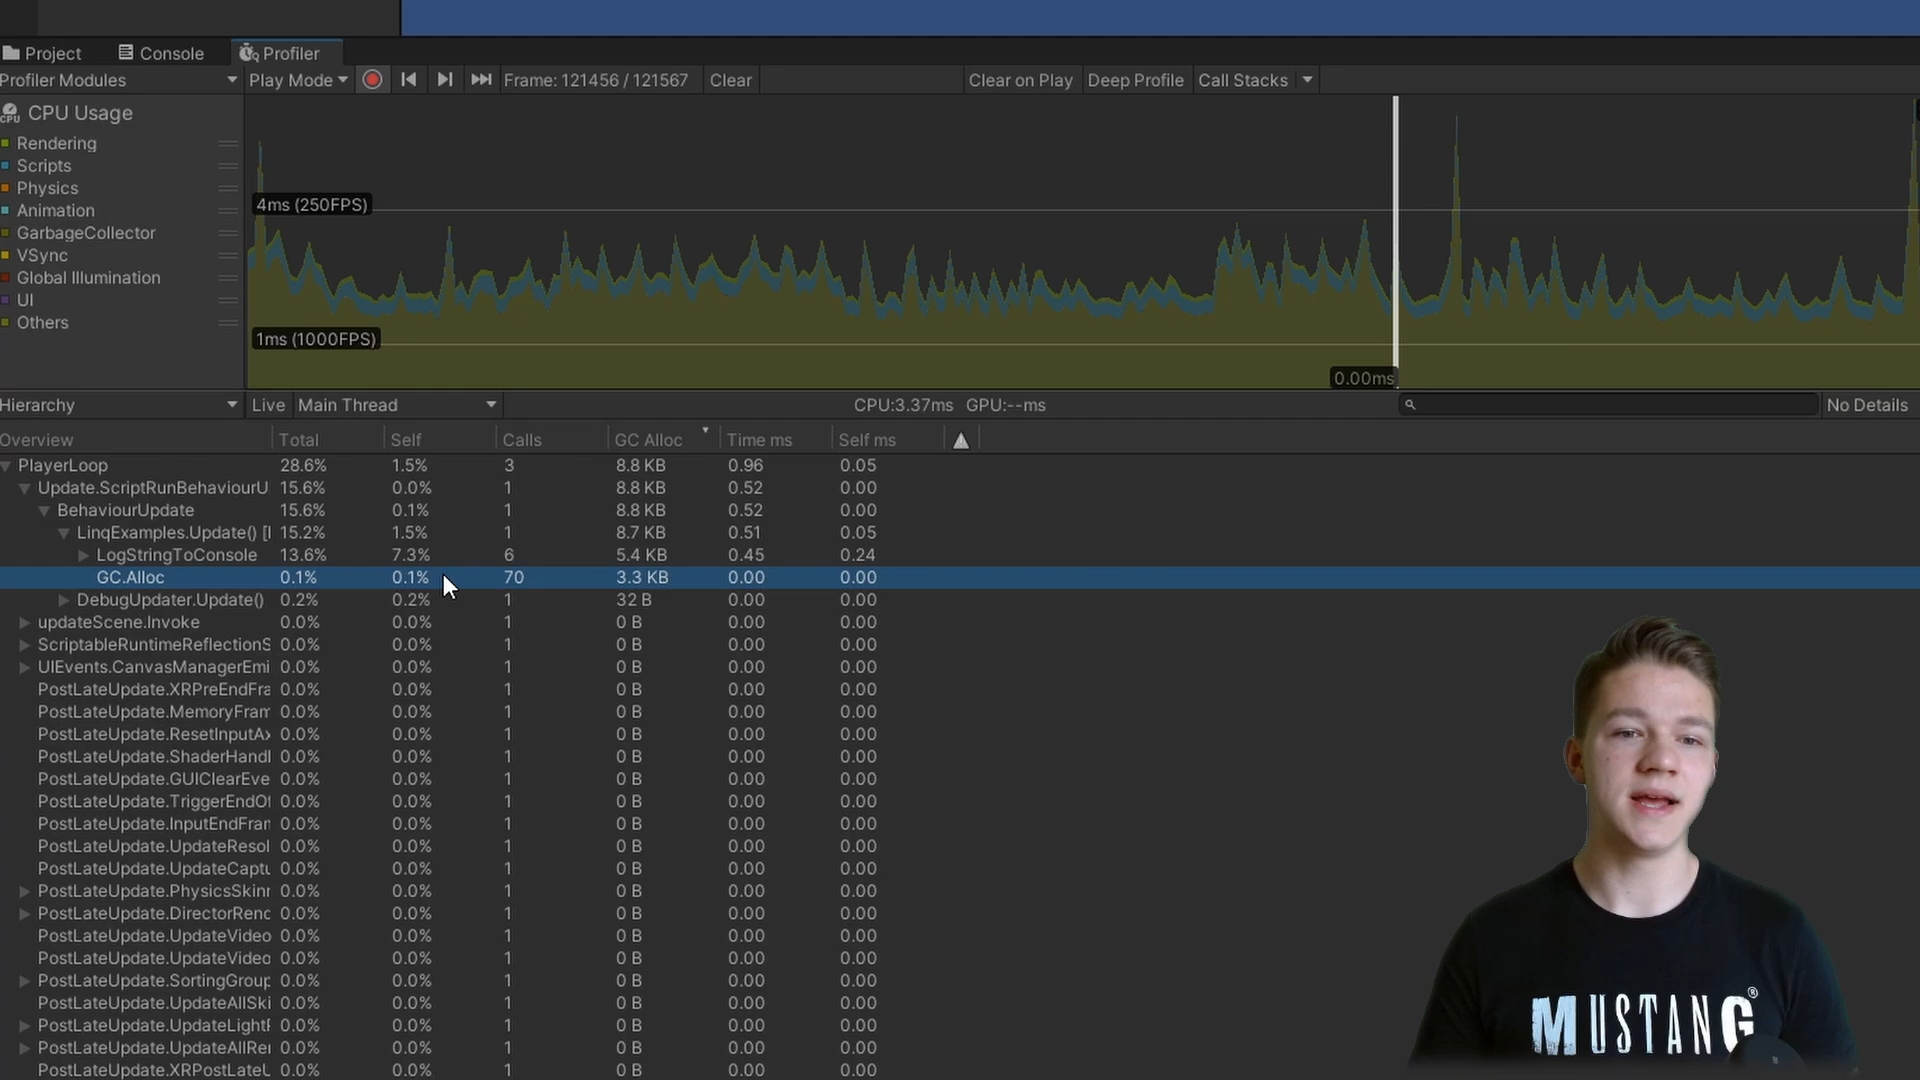 Project Console Profiler
Profiler Modules Play Mode Frame: 121456 / 121567 Clear Clear on Play Deep Profile Call Stacks
CPU Usage
Rendering
Scripts
Physics
Animation
GarbageCollector
VSync
Global Illumination
UI
Others
4ms (250FPS)
1ms (1000FPS)
0.00ms
Hierarchy Live Main Thread CPU:3.37ms GPU:--ms No Details
Overview Total Self Calls GC Alloc Time ms Self ms
PlayerLoop 28.6% 1.5% 3 8.8 KB 0.96 0.05
Update.ScriptRunBehaviourU 15.6% 0.0% 1 8.8 KB 0.52 0.00
BehaviourUpdate 15.6% 0.1% 1 8.8 KB 0.52 0.00
LinqExamples.Update() [ 15.2% 1.5% 1 8.7 KB 0.51 0.05
LogStringToConsole 13.6% 7.3% 6 5.4 KB 0.45 0.24
GC.Alloc 0.1% 0.1% 70 3.3 KB 0.00 0.00
DebugUpdater.Update() 0.2% 0.2% 1 32 B 0.00 0.00
updateScene.Invoke 0.0% 0.0% 1 0 B 0.00 0.00
ScriptableRuntimeReflectionS 0.0% 0.0% 1 0 B 0.00 0.00
UIEvents.CanvasManagerEmi 0.0% 0.0% 1 0 B 0.00 0.00
PostLateUpdate.XRPreEndFra 0.0% 0.0% 1 0 B 0.00 0.00
PostLateUpdate.MemoryFram 0.0% 0.0% 1 0 B 0.00 0.00
PostLateUpdate.ResetInputAx 0.0% 0.0% 1 0 B 0.00 0.00
PostLateUpdate.ShaderHandl 0.0% 0.0% 1 0 B 0.00 0.00
PostLateUpdate.GUIClearEve 0.0% 0.0% 1 0 B 0.00 0.00
PostLateUpdate.TriggerEndOf 0.0% 0.0% 1 0 B 0.00 0.00
PostLateUpdate.InputEndFran 0.0% 0.0% 1 0 B 0.00 0.00
PostLateUpdate.UpdateResol 0.0% 0.0% 1 0 B 0.00 0.00
PostLateUpdate.UpdateCaptu 0.0% 0.0% 1 0 B 0.00 0.00
PostLateUpdate.PhysicsSkinn 0.0% 0.0% 1 0 B 0.00 0.00
PostLateUpdate.DirectorRend 0.0% 0.0% 1 0 B 0.00 0.00
PostLateUpdate.UpdateVideo 0.0% 0.0% 1 0 B 0.00 0.00
PostLateUpdate.UpdateVideo 0.0% 0.0% 1 0 B 0.00 0.00
PostLateUpdate.SortingGroup 0.0% 0.0% 1 0 B 0.00 0.00
PostLateUpdate.UpdateAllSki 0.0% 0.0% 1 0 B 0.00 0.00
PostLateUpdate.UpdateLightF 0.0% 0.0% 1 0 B 0.00 0.00
PostLateUpdate.UpdateAllRei 0.0% 0.0% 1 0 B 0.00 0.00
PostLateUpdate.XRPostLateU 0.0% 0.0% 1 0 B 0.00 0.00
MUSTANG®